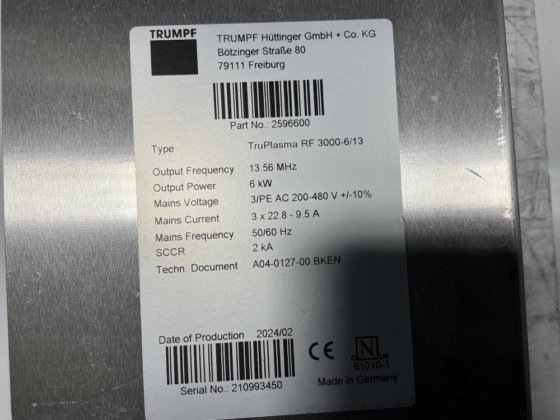 TRUMPF
TRUMPF Hüttinger GmbH + Co. KG
Bötzinger Straße 80
79111 Freiburg
Part No.: 2596600
Type TruPlasma RF 3000-6/13
Output Frequency 13.56 MHz
Output Power 6 kW
Mains Voltage 3/PE AC 200-480 V +/-10%
Mains Current 3 x 22.8 - 9.5 A
Mains Frequency 50/60 Hz
SCCR 2 kA
Techn. Document A04-0127-00.BKEN
Date of Production 2024/02
CE
c N us
61010-1
Serial No.: 210993450
Made in Germany